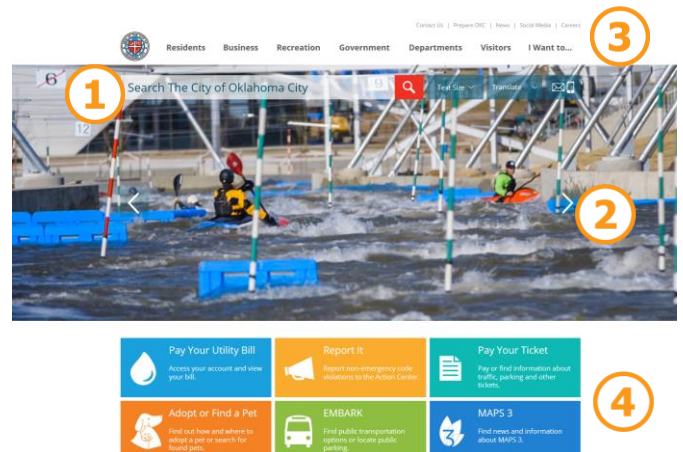 Contact Us | Prepare OKC | News | Social Media | Careers
Residents Business Recreation Government Departments Visitors I Want to...
3
6
1
Search The City of Oklahoma City
9
Text Size
Translate
12
2
Pay Your Utility Bill
Access your account and view
your bill.
Report It
Report non-emergency code
violations to the Action Center.
Pay Your Ticket
Pay or find information about
traffic, parking and other
tickets.
4
Adopt or Find a Pet
Find out how and where to
adopt a pet or search for
found pets.
EMBARK
Find public transportation
options or locate public
parking.
3
MAPS 3
Find news and information
about MAPS 3.